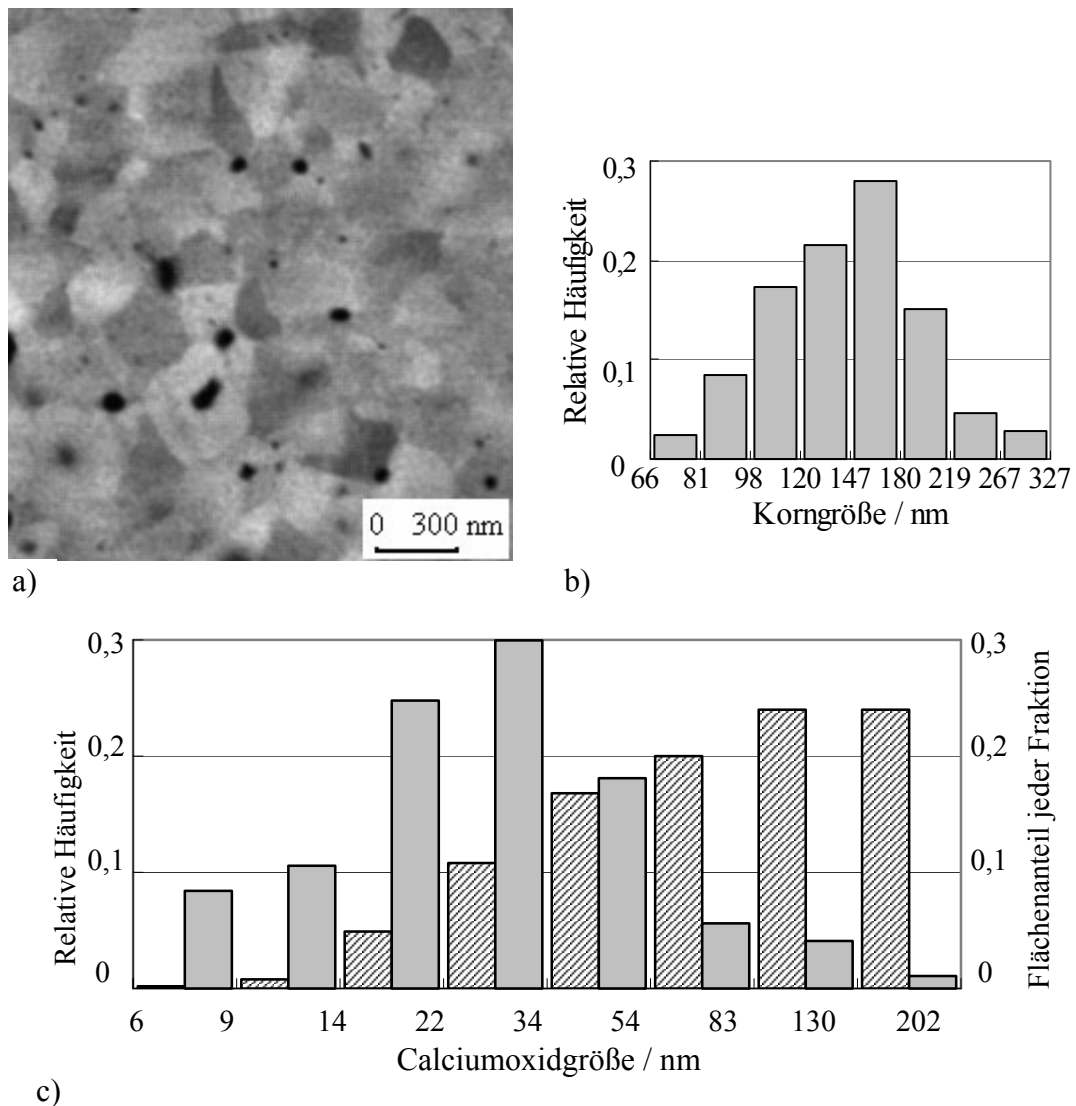 0 300 nm
a)
Relative Häufigkeit
0,3
0,2
0,1
0
66 81 98 120 147 180 219 267 327
Korngröße / nm
b)
Relative Häufigkeit
0,3
0,2
0,1
0
0,3
0,2
0,1
0
Flächenanteil jeder Fraktion
6 9 14 22 34 54 83 130 202
Calciumoxidgröße / nm
c)